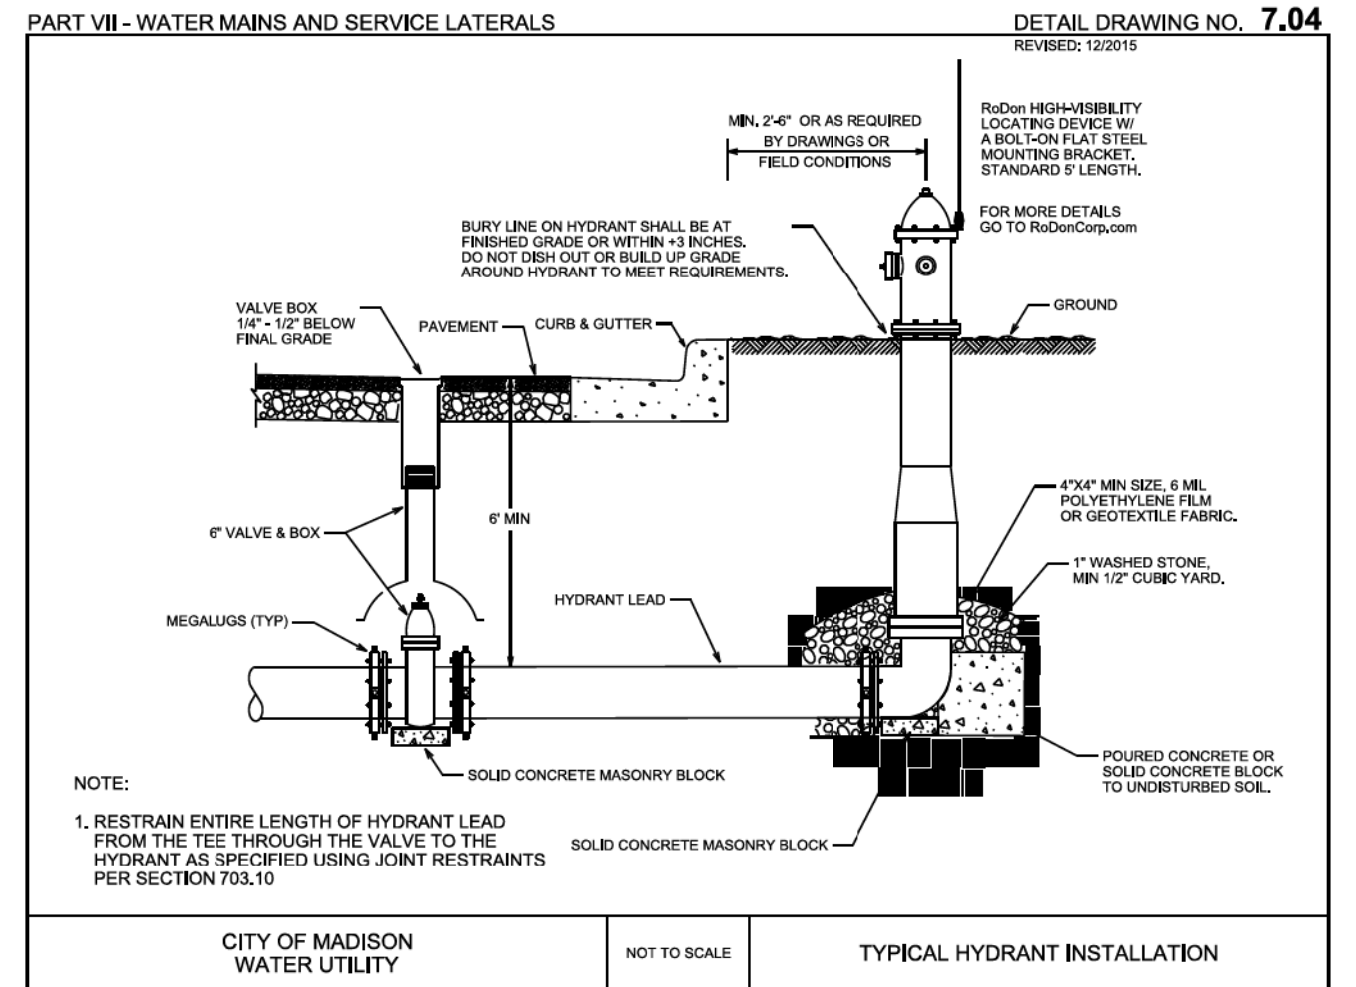 PART VII - WATER MAINS AND SERVICE LATERALS
DETAIL DRAWING NO. 7.04
REVISED: 12/2015
MIN. 2'-6" OR AS REQUIRED
BY DRAWINGS OR
FIELD CONDITIONS
RoDon HIGH-VISIBILITY
LOCATING DEVICE W/
A BOLT-ON FLAT STEEL
MOUNTING BRACKET.
STANDARD 5' LENGTH.
FOR MORE DETAILS
GO TO RoDonCorp.com
BURY LINE ON HYDRANT SHALL BE AT
FINISHED GRADE OR WITHIN +3 INCHES.
DO NOT DISH OUT OR BUILD UP GRADE
AROUND HYDRANT TO MEET REQUIREMENTS.
VALVE BOX
1/4" - 1/2" BELOW
FINAL GRADE
PAVEMENT
CURB & GUTTER
GROUND
4"X4" MIN SIZE, 6 MIL
POLYETHYLENE FILM
OR GEOTEXTILE FABRIC.
6' MIN
6" VALVE & BOX
1" WASHED STONE,
MIN 1/2" CUBIC YARD.
HYDRANT LEAD
MEGALUGS (TYP)
POURED CONCRETE OR
SOLID CONCRETE BLOCK
TO UNDISTURBED SOIL.
SOLID CONCRETE MASONRY BLOCK
SOLID CONCRETE MASONRY BLOCK
NOTE:
1. RESTRAIN ENTIRE LENGTH OF HYDRANT LEAD
FROM THE TEE THROUGH THE VALVE TO THE
HYDRANT AS SPECIFIED USING JOINT RESTRAINTS
PER SECTION 703.10
CITY OF MADISON
WATER UTILITY
NOT TO SCALE
TYPICAL HYDRANT INSTALLATION